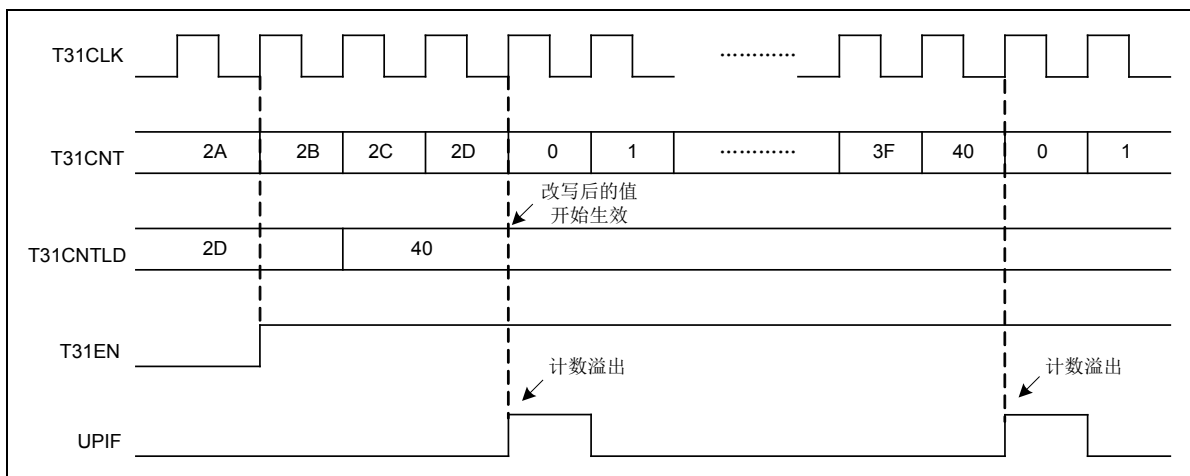 T31CLK
…………
T31CNT
2A 2B 2C 2D 0 1 ………… 3F 40 0 1
改写后的值
开始生效
T31CNTLD
2D 40
T31EN
计数溢出 计数溢出
UPIF